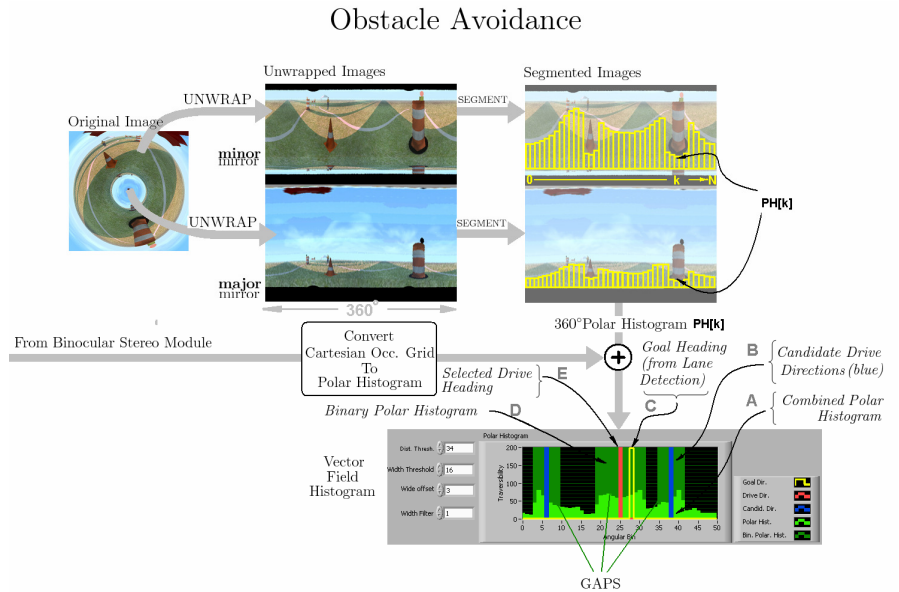 Obstacle Avoidance
Unwrapped Images
Segmented Images
UNWRAP
SEGMENT
Original Image
minor
mirror
0
k
N
PH[k]
UNWRAP
SEGMENT
major
mirror
360°
360°Polar Histogram PH[k]
From Binocular Stereo Module
Convert
Cartesian Occ. Grid
To
Polar Histogram
+
Goal Heading
(from Lane
Detection)
B
Candidate Drive
Directions (blue)
Selected Drive
Heading
E
A
Combined Polar
Histogram
Binary Polar Histogram
D
C
Vector
Field
Histogram
Polar Histogram
Dist. Thresh.
34
Width Threshold
16
Wide offset
3
Width Filter
1
Traversibility
200
150
100
50
0
0 5 10 15 20 25 30 35 40 45 50
Angular Bin
Goal Dir.
Drive Dir.
Candid. Dir.
Polar Hist.
Bin. Polar. Hist.
GAPS